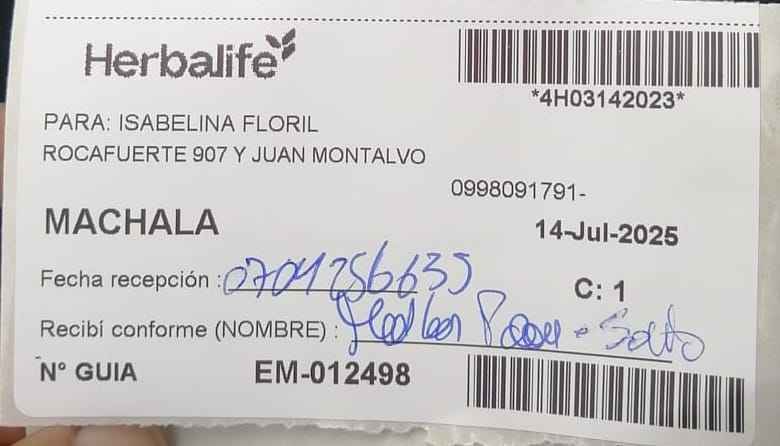 Herbalife
*4H03142023*
PARA: ISABELINA FLORIL
ROCAFUERTE 907 Y JUAN MONTALVO
0998091791-
MACHALA
14-Jul-2025
Fecha recepción : 0704256635
C: 1
Recibí conforme (NOMBRE) :
N° GUIA EM-012498